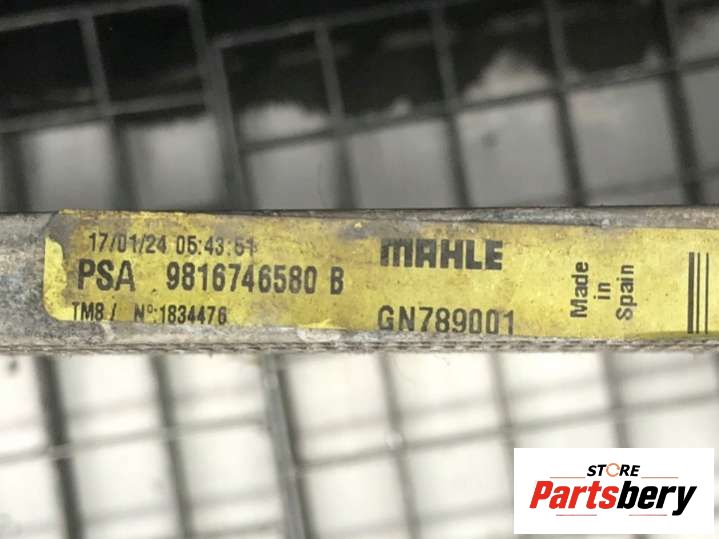 17/01/24 05:43:51
PSA 9816746580 B
TM8 / Nº:1834476
MAHLE
GN789001
Made
in
Spain
STORE
Partsbery